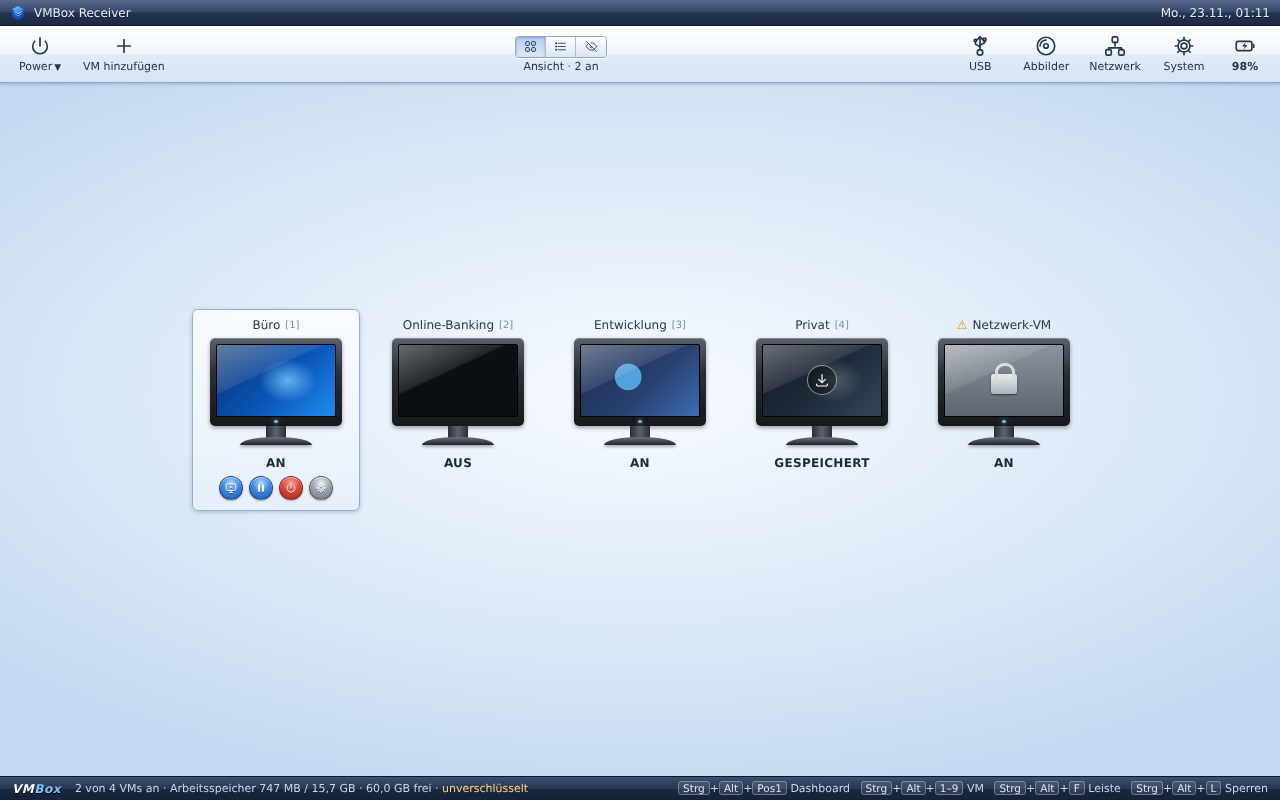 VMBox Receiver
Mo., 23.11., 01:11
Power▼
VM hinzufügen
Ansicht · 2 an
USB
Abbilder
Netzwerk
System
98%
Büro [1]
Online-Banking [2]
Entwicklung [3]
Privat [4]
⚠ Netzwerk-VM
AN
AUS
AN
GESPEICHERT
AN
VMBox 2 von 4 VMs an · Arbeitsspeicher 747 MB / 15,7 GB · 60,0 GB frei · unverschlüsselt
Strg+Alt+Pos1 Dashboard Strg+Alt+1–9 VM Strg+Alt+F Leiste Strg+Alt+L Sperren